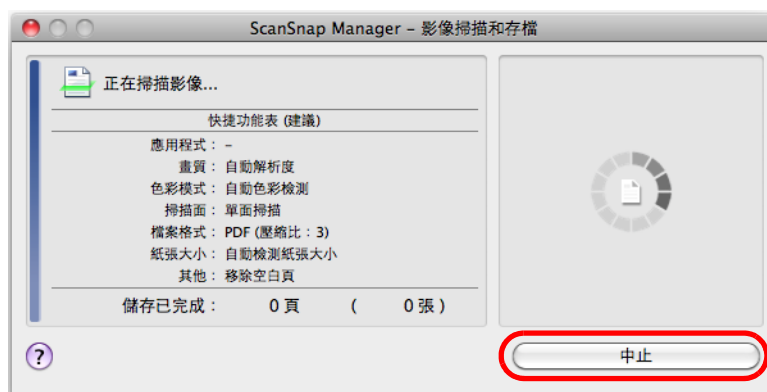 ScanSnap Manager – 影像掃描和存檔
正在掃描影像...
快捷功能表 (建議)
應用程式： –
畫質： 自動解析度
色彩模式： 自動色彩檢測
掃描面： 單面掃描
檔案格式： PDF (壓縮比：3)
紙張大小： 自動檢測紙張大小
其他： 移除空白頁
儲存已完成： 0 頁 ( 0 張 )
? 中止